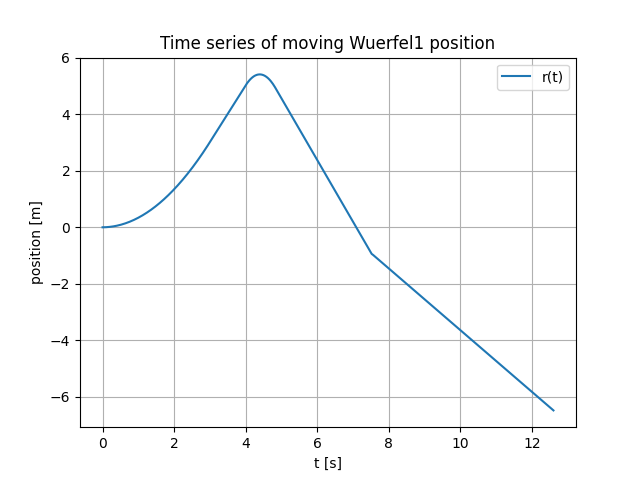 Time series of moving Wuerfel1 position
r(t)
6
4
2
0
−2
−4
−6
position [m]
0 2 4 6 8 10 12
t [s]